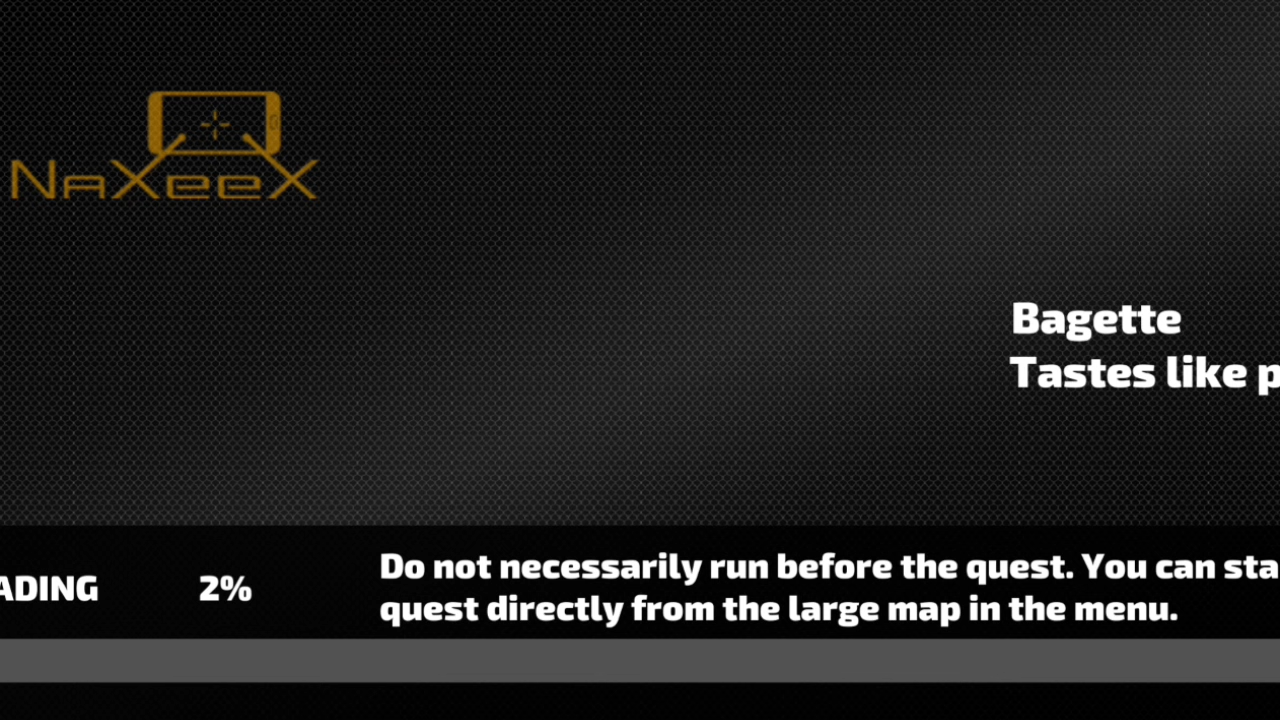 NaXeeX
Bagette
Tastes like p
ADING
2%
Do not necessarily run before the quest. You can sta
quest directly from the large map in the menu.